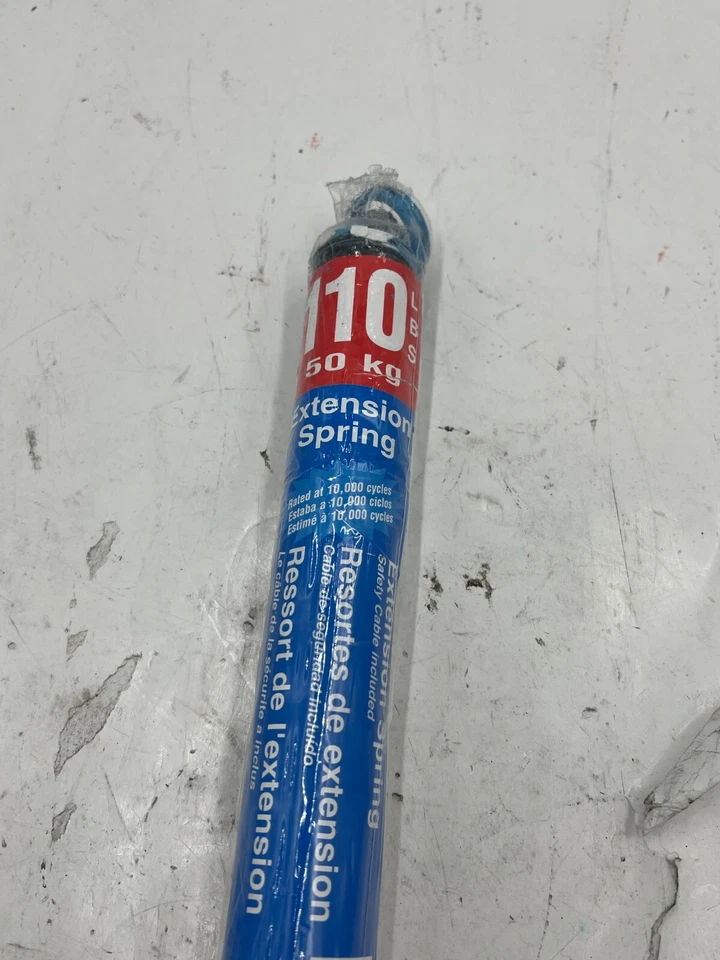 110 LBS
50 kg
Extension
Spring
Rated at 10,000 cycles
Estaba a 10,000 ciclos
Estimé à 10,000 cycles
Extension Spring
Safety Cable Included
Resortes de extension
Cable de seguridad incluido
Ressort de l'extension
Le câble de la sécurité a inclus